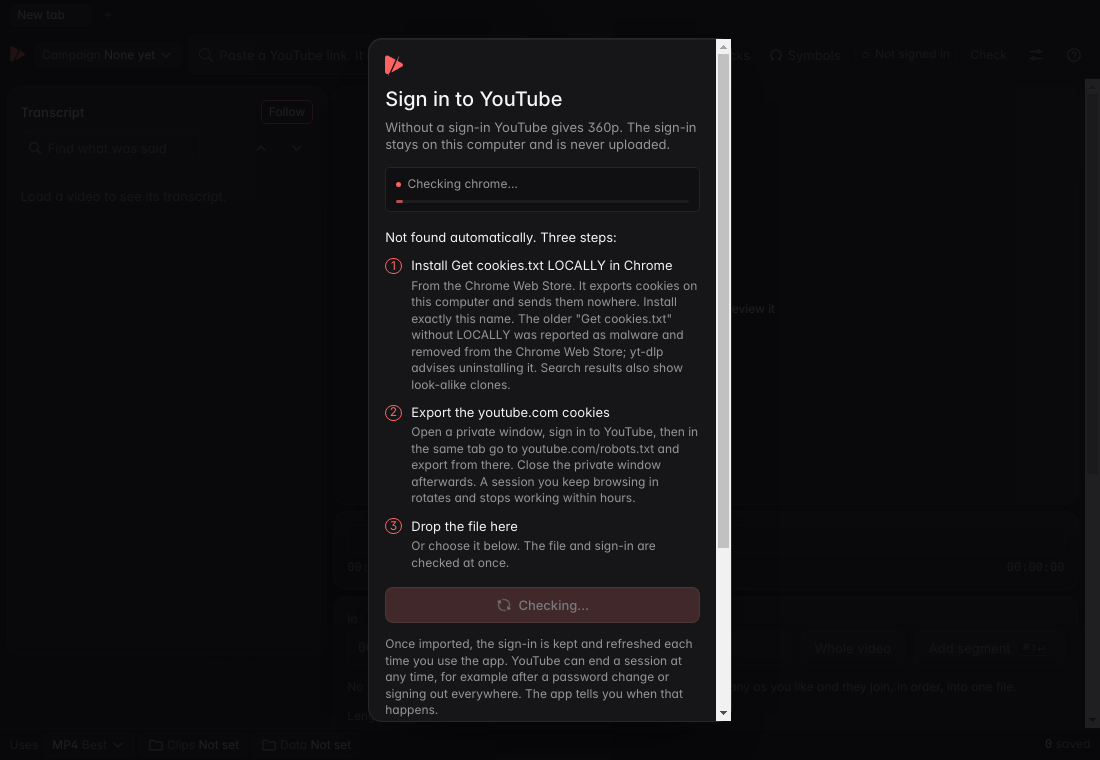 New tab
Campaign None yet
Paste a YouTube link. It
Symbols
Not signed in
Check
Transcript
Follow
Find what was said
Load a video to see its transcript.
Sign in to YouTube
Without a sign-in YouTube gives 360p. The sign-in
stays on this computer and is never uploaded.
Checking chrome...
Not found automatically. Three steps:
1 Install Get cookies.txt LOCALLY in Chrome
From the Chrome Web Store. It exports cookies on
this computer and sends them nowhere. Install
exactly this name. The older "Get cookies.txt"
without LOCALLY was reported as malware and
removed from the Chrome Web Store; yt-dlp
advises uninstalling it. Search results also show
look-alike clones.
2 Export the youtube.com cookies
Open a private window, sign in to YouTube, then in
the same tab go to youtube.com/robots.txt and
export from there. Close the private window
afterwards. A session you keep browsing in
rotates and stops working within hours.
3 Drop the file here
Or choose it below. The file and sign-in are
checked at once.
Checking...
Once imported, the sign-in is kept and refreshed each
time you use the app. YouTube can end a session at
any time, for example after a password change or
signing out everywhere. The app tells you when that
happens.
eview it
00:
00:00:00
In
Whole video
Add segment
No
ny as you like and they join, in order, into one file.
Len
Uses MP4 Best
Clips Not set
Data Not set
0 saved